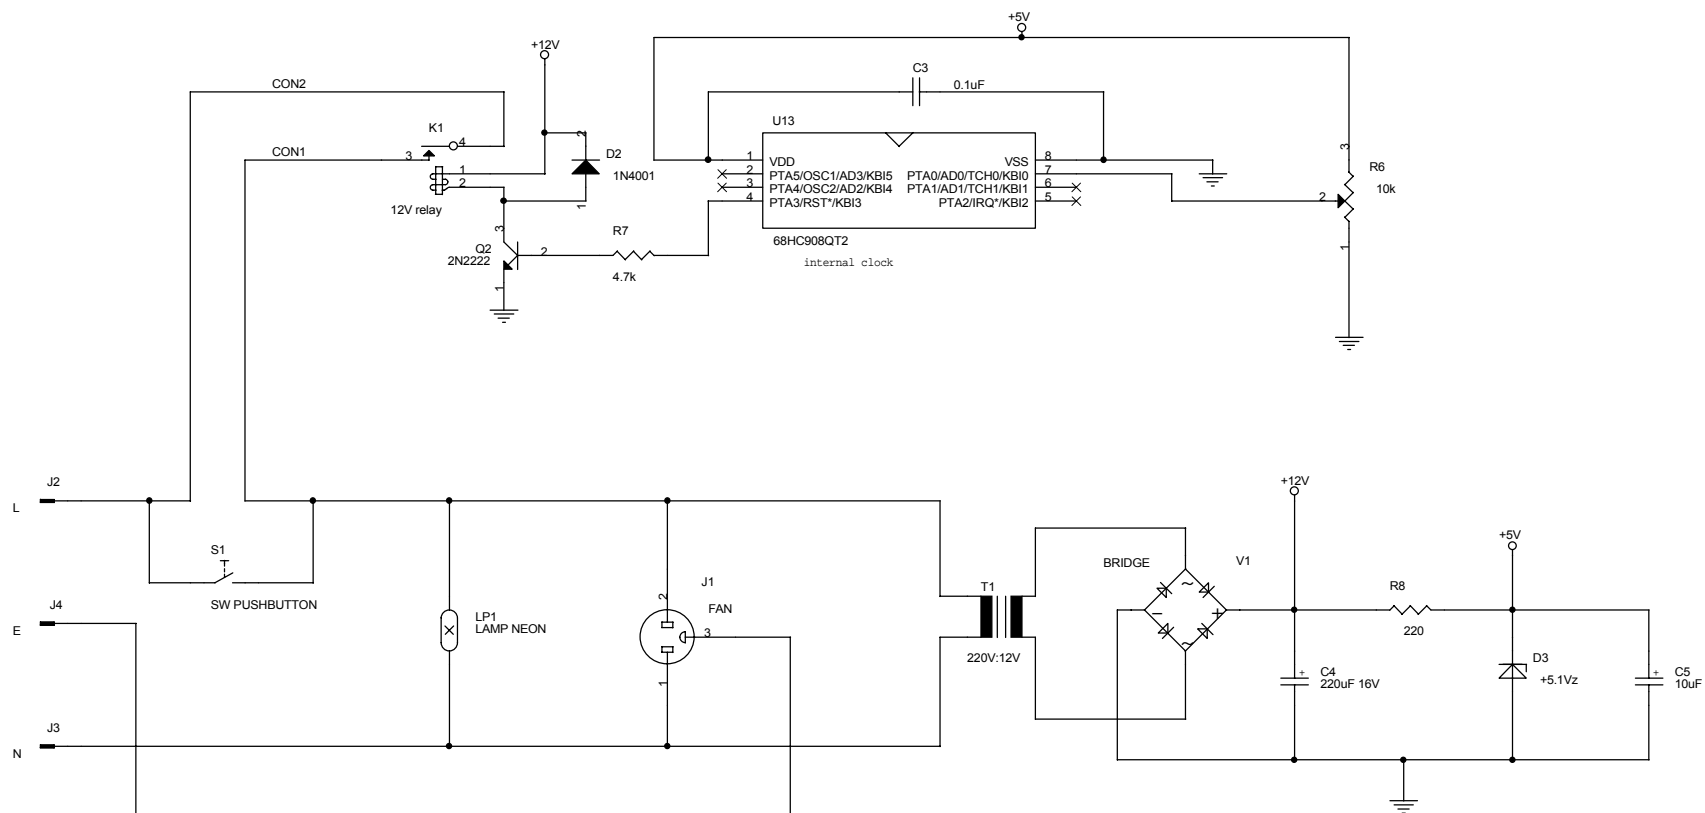 +5V
+12V
C3
0.1uF
CON2
U13
K1
4
2
3
CON1
3
D2
1N4001
1
2
12V relay
1
1 VDD VSS 8
2 PTA5/OSC1/AD3/KBI5 PTA0/AD0/TCH0/KBI0 7
3 PTA4/OSC2/AD2/KBI4 PTA1/AD1/TCH1/KBI1 6
4 PTA3/RST*/KBI3 PTA2/IRQ*/KBI2 5
R6
10k
2
3
1
68HC908QT2
internal clock
R7
4.7k
Q2
2N2222
2
1
J2
L
+12V
S1
SW PUSHBUTTON
+5V
BRIDGE
V1
J1
FAN
2
3
1
T1
220V:12V
~
~
−
+
R8
220
J4
E
LP1
LAMP NEON
+
C4
220uF 16V
D3
+5.1Vz
+
C5
10uF
J3
N